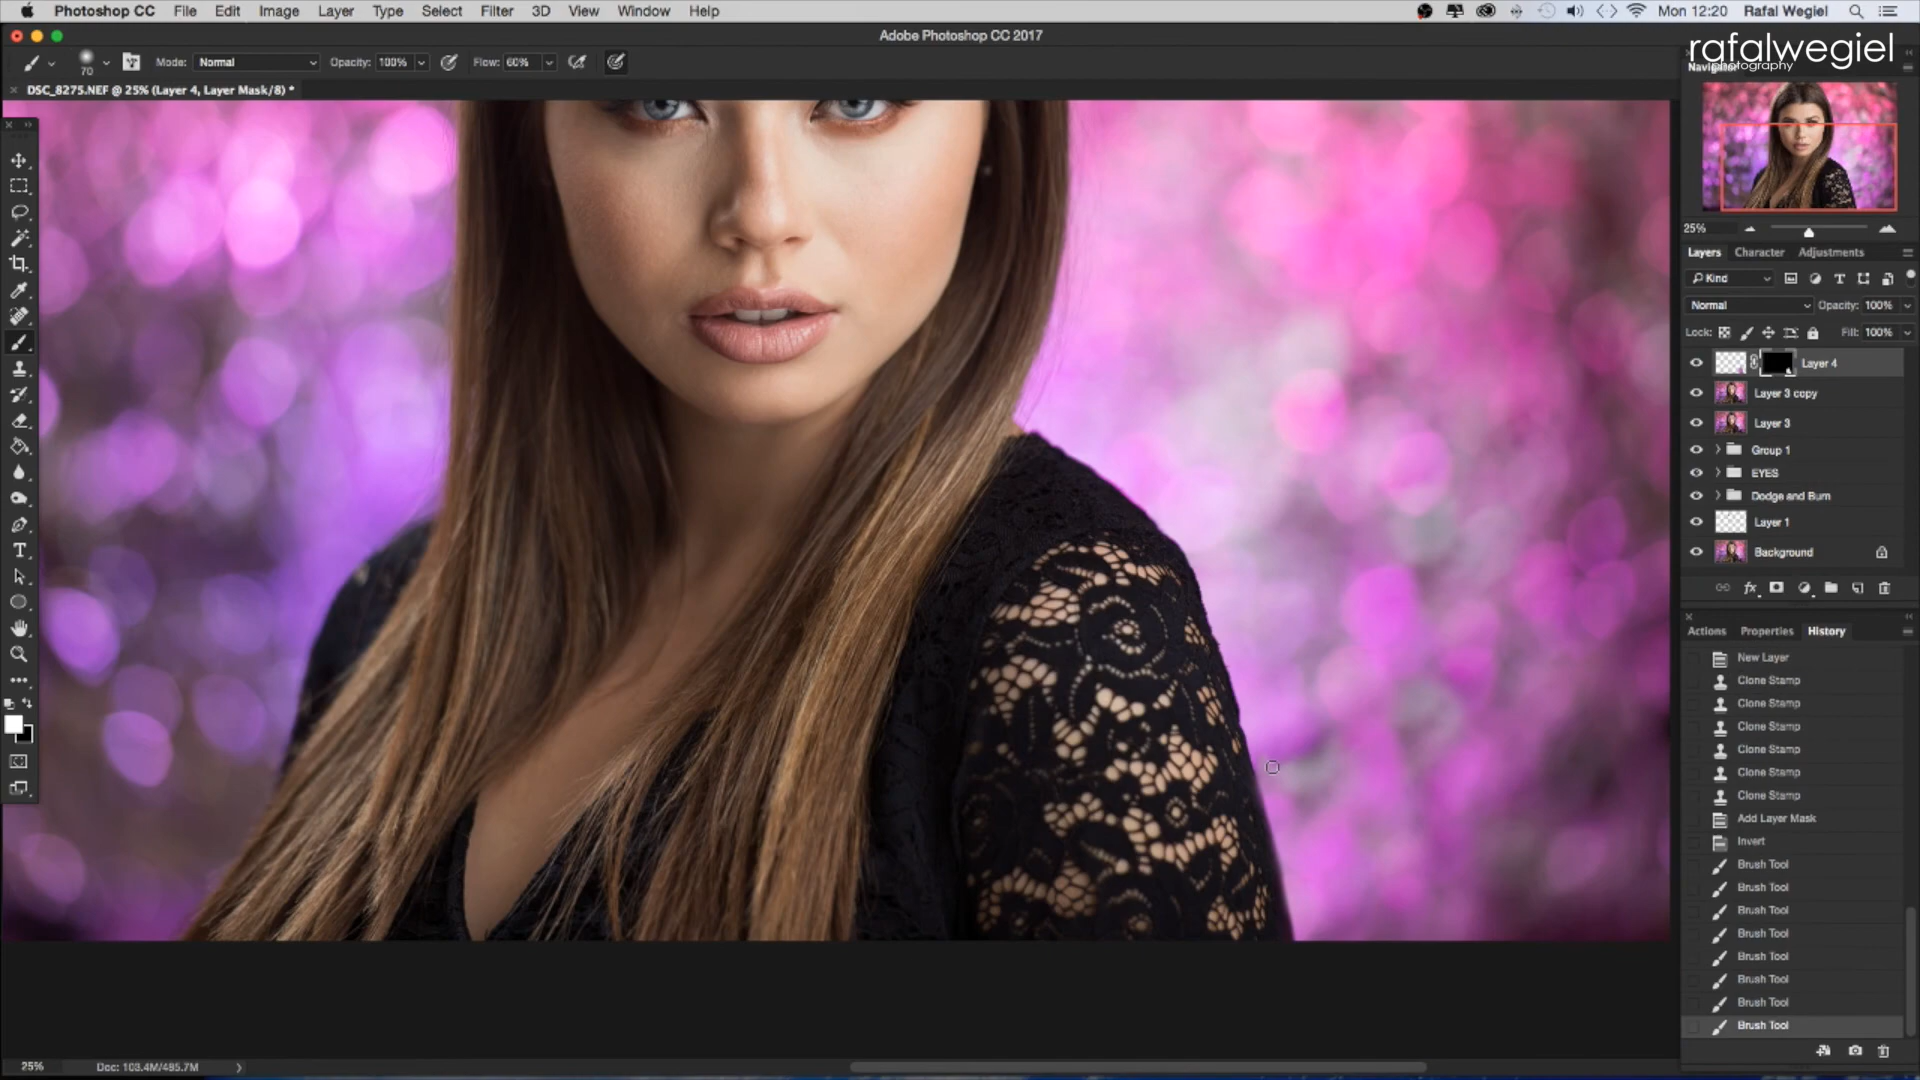 Photoshop CC File Edit Image Layer Type Select Filter 3D View Window Help Mon 12:20 Rafal Wegiel
Adobe Photoshop CC 2017
rafalwegiel
photography
Navigator
70 Mode: Normal Opacity: 100% Flow: 60%
DSC_8275.NEF @ 25% (Layer 4, Layer Mask/8) *
25%
Layers Character Adjustments
Kind
Normal Opacity: 100%
Lock: Fill: 100%
Layer 4
Layer 3 copy
Layer 3
Group 1
EYES
Dodge and Burn
Layer 1
Background
fx
Actions Properties History
New Layer
Clone Stamp
Clone Stamp
Clone Stamp
Clone Stamp
Clone Stamp
Clone Stamp
Add Layer Mask
Invert
Brush Tool
Brush Tool
Brush Tool
Brush Tool
Brush Tool
Brush Tool
Brush Tool
Brush Tool
25% Doc: 103.4M/485.7M